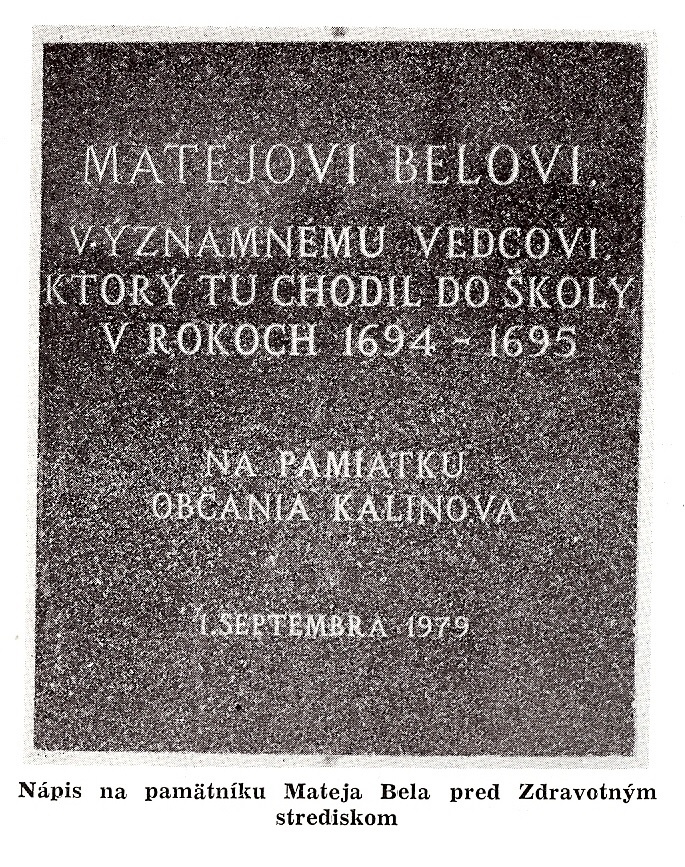 MATEJOVI BELOVI.
VÝZNAMNÉMU VEDCOVI.
KTORÝ TU CHODIL DO ŠKOLY
V ROKOCH 1694 - 1695
NA PAMIATKU
OBČANIA KALINOVA
1. SEPTEMBRA 1979
Nápis na pamätníku Mateja Bela pred Zdravotným
strediskom